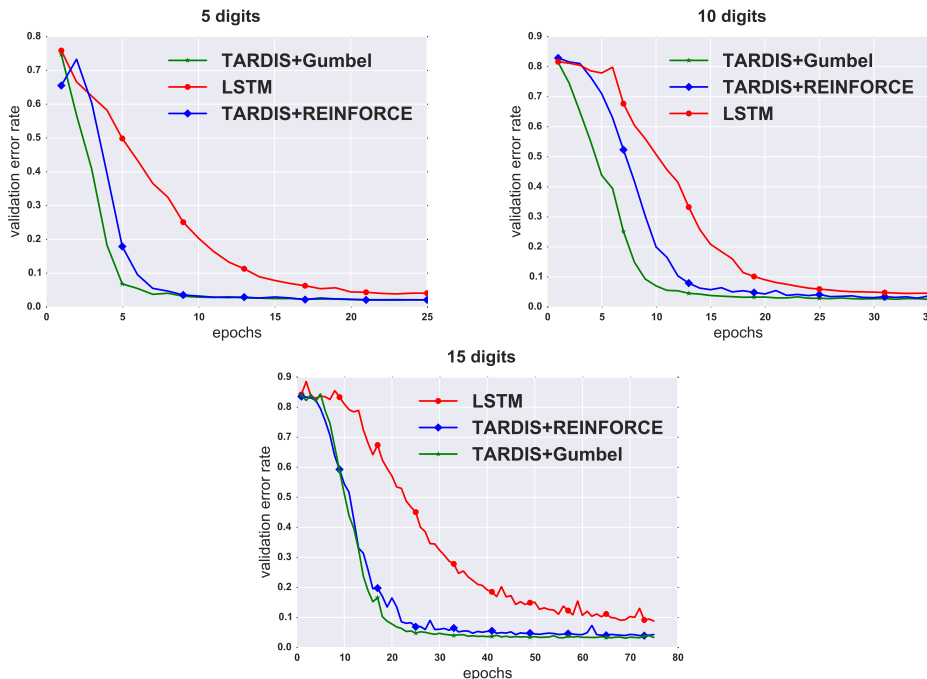 5 digits
validation error rate
0.8
0.7
0.6
0.5
0.4
0.3
0.2
0.1
0.0
TARDIS+Gumbel
LSTM
TARDIS+REINFORCE
0
5
10
15
20
25
epochs
10 digits
validation error rate
0.9
0.8
0.7
0.6
0.5
0.4
0.3
0.2
0.1
0.0
TARDIS+Gumbel
TARDIS+REINFORCE
LSTM
0
5
10
15
20
25
30
35
epochs
15 digits
validation error rate
0.9
0.8
0.7
0.6
0.5
0.4
0.3
0.2
0.1
0.0
LSTM
TARDIS+REINFORCE
TARDIS+Gumbel
0
10
20
30
40
50
60
70
80
epochs